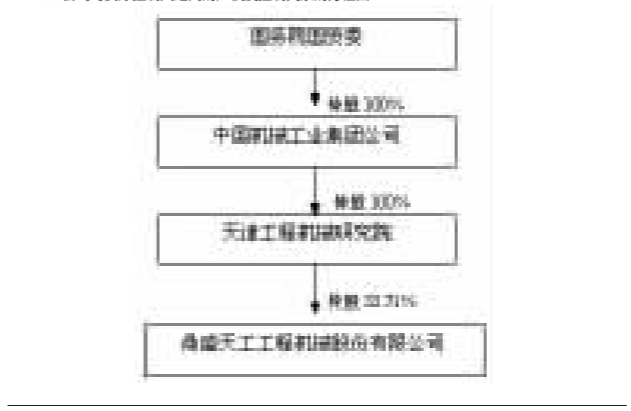 国务院国资委
持股 100%
中国机械工业集团公司
持股 100%
天津工程机械研究院
持股
鼎盛天工工程机械股份有限公司